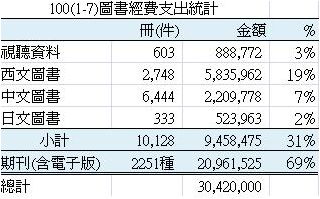 100(1-7)圖書經費支出統計
冊(件) 金額 %
視聽資料 603 888,772 3%
西文圖書 2,748 5,835,962 19%
中文圖書 6,444 2,209,778 7%
日文圖書 333 523,963 2%
小計 10,128 9,458,475 31%
期刊(含電子版) 2251種 20,961,525 69%
總計 30,420,000